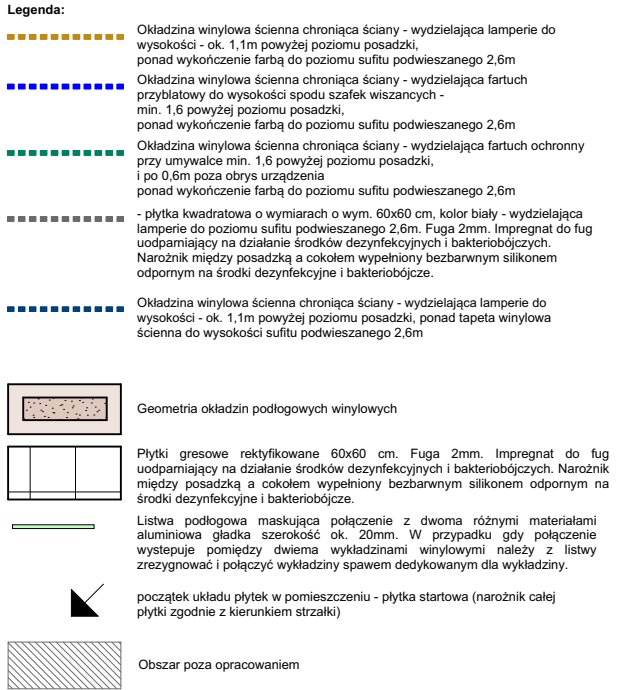 Legenda:
Okładzina winylowa ścienna chroniąca ściany - wydzielająca lamperie do
wysokości - ok. 1,1m powyżej poziomu posadzki,
ponad wykończenie farbą do poziomu sufitu podwieszanego 2,6m
Okładzina winylowa ścienna chroniąca ściany - wydzielająca fartuch
przyblatowy do wysokości spodu szafek wiszancych -
min. 1,6 powyżej poziomu posadzki,
ponad wykończenie farbą do poziomu sufitu podwieszanego 2,6m
Okładzina winylowa ścienna chroniąca ściany - wydzielająca fartuch ochronny
przy umywalce min. 1,6 powyżej poziomu posadzki,
i po 0,6m poza obrys urządzenia
ponad wykończenie farbą do poziomu sufitu podwieszanego 2,6m
- płytka kwadratowa o wymiarach o wym. 60x60 cm, kolor biały - wydzielająca
lamperie do poziomu sufitu podwieszanego 2,6m. Fuga 2mm. Impregnat do fug
uodparniający na działanie środków dezynfekcyjnych i bakteriobójczych.
Narożnik między posadzką a cokołem wypełniony bezbarwnym silikonem
odpornym na środki dezynfekcyjne i bakteriobójcze.
Okładzina winylowa ścienna chroniąca ściany - wydzielająca lamperie do
wysokości - ok. 1,1m powyżej poziomu posadzki, ponad tapeta winylowa
ścienna do wysokości sufitu podwieszanego 2,6m
Geometria okładzin podłogowych winylowych
Płytki gresowe rektyfikowane 60x60 cm. Fuga 2mm. Impregnat do fug
uodparniający na działanie środków dezynfekcyjnych i bakteriobójczych. Narożnik
między posadzką a cokołem wypełniony bezbarwnym silikonem odpornym na
środki dezynfekcyjne i bakteriobójcze.
Listwa podłogowa maskująca połączenie z dwoma różnymi materiałami
aluminiowa gładka szerokość ok. 20mm. W przypadku gdy połączenie
wystepuje pomiędzy dwiema wykładzinami winylowymi należy z listwy
zrezygnować i połączyć wykładziny spawem dedykowanym dla wykładziny.
początek układu płytek w pomieszczeniu - płytka startowa (narożnik całej
płytki zgodnie z kierunkiem strzałki)
Obszar poza opracowaniem